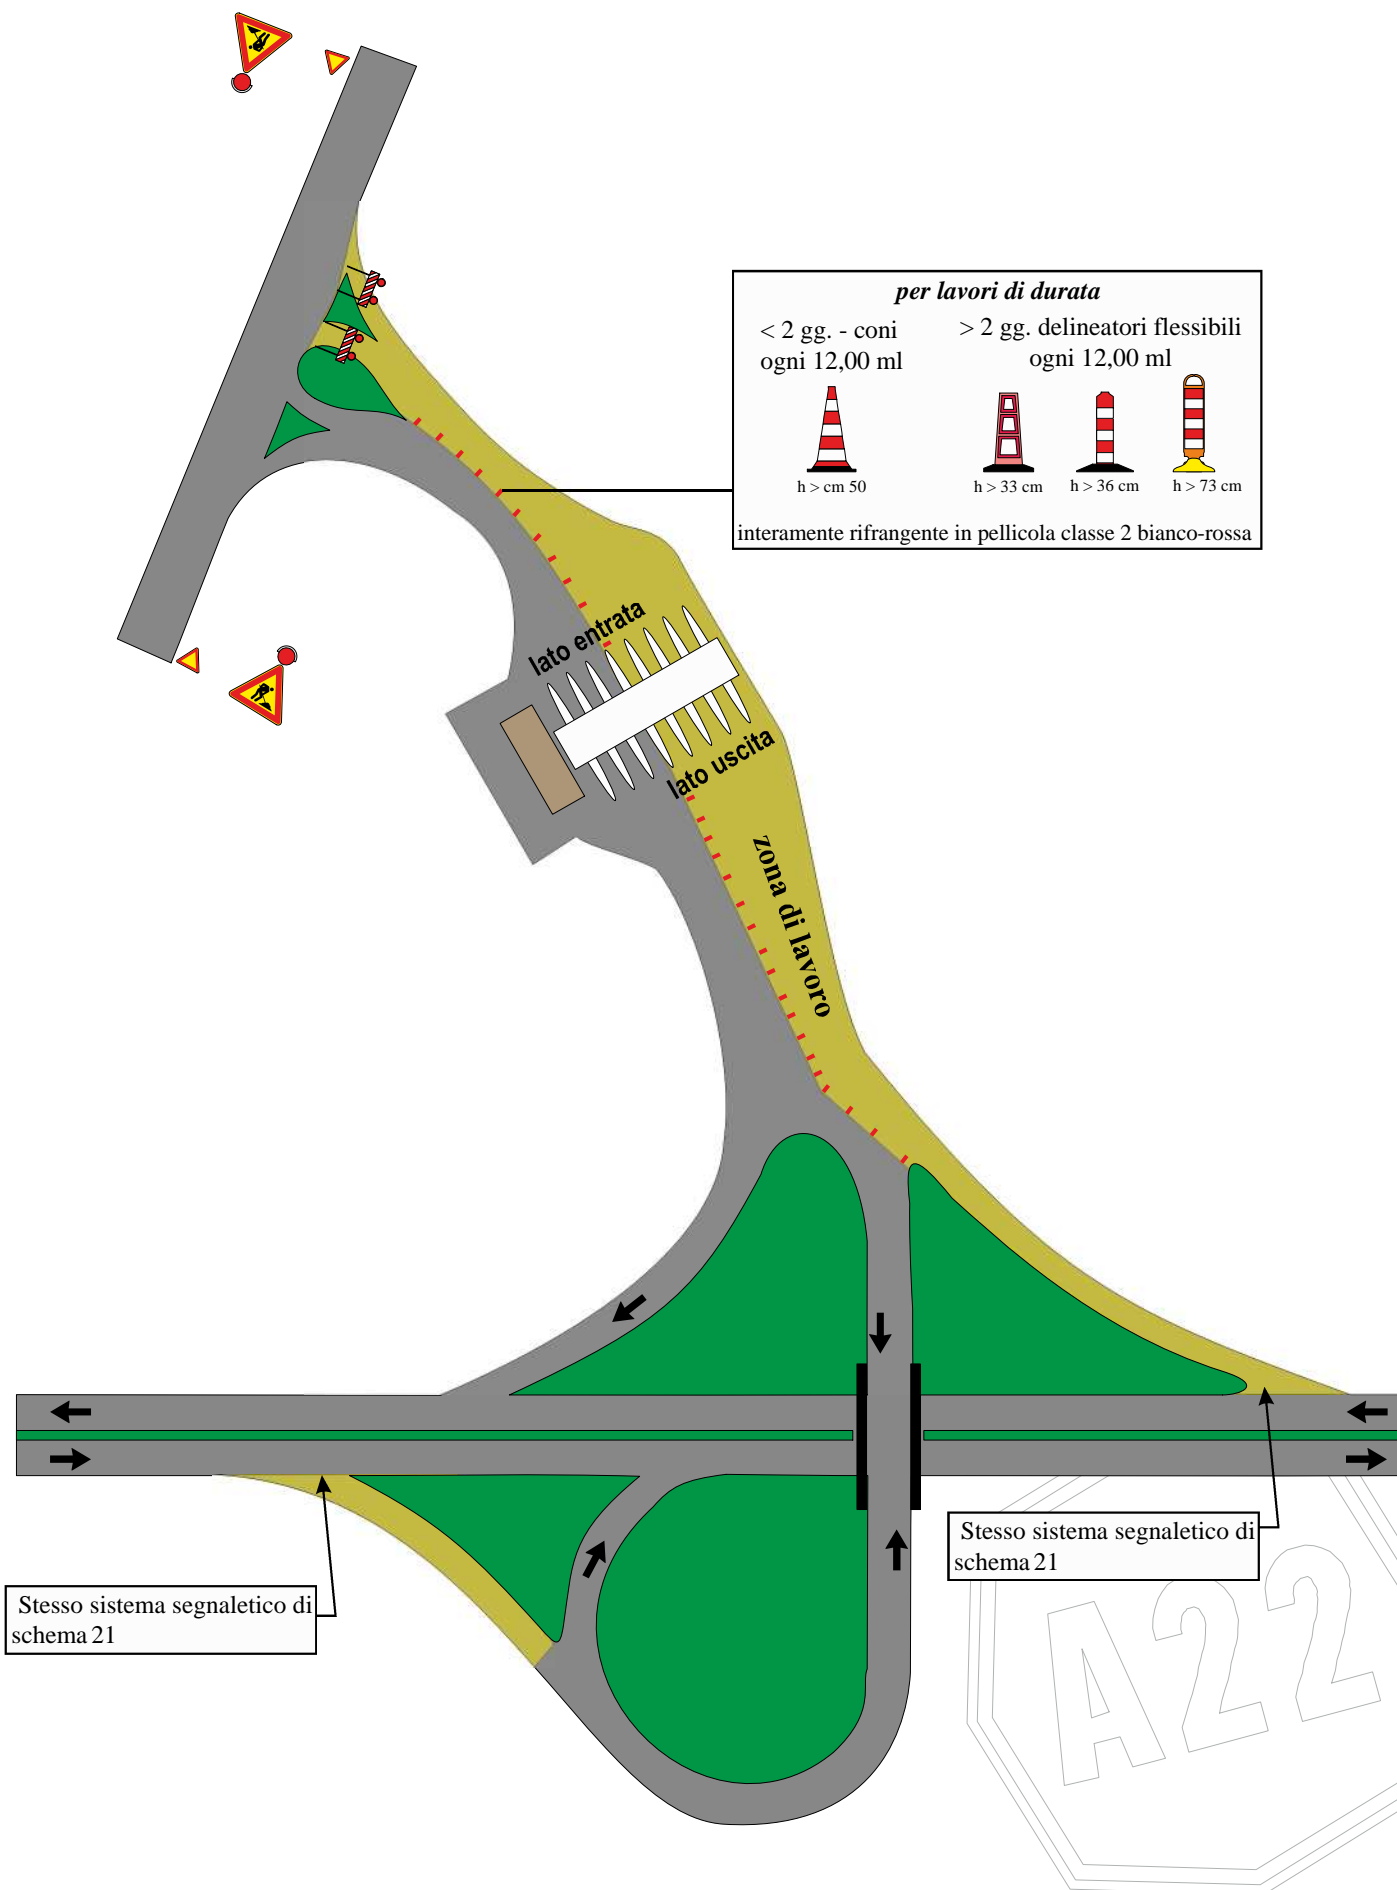 per lavori di durata
< 2 gg. - coni
ogni 12,00 ml
> 2 gg. delineatori flessibili
ogni 12,00 ml
h > cm 50
h > 33 cm
h > 36 cm
h > 73 cm
interamente rifrangente in pellicola classe 2 bianco-rossa
lato entrata
lato uscita
zona di lavoro
Stesso sistema segnaletico di
schema 21
Stesso sistema segnaletico di
schema 21
A22